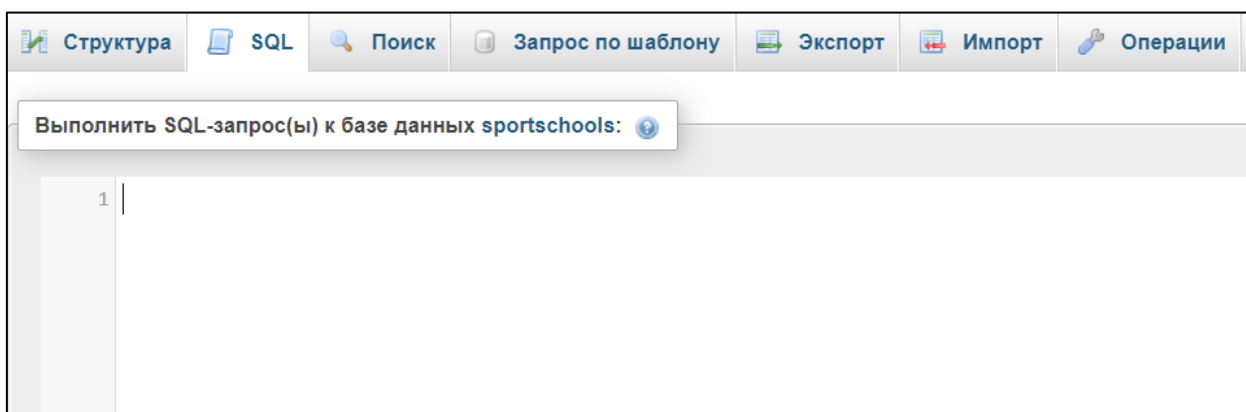 Структура SQL Поиск Запрос по шаблону Экспорт Импорт Операции
Выполнить SQL-запрос(ы) к базе данных sportschools:
1